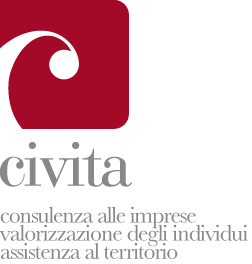 civita
consulenza alle imprese
valorizzazione degli individui
assistenza al territorio